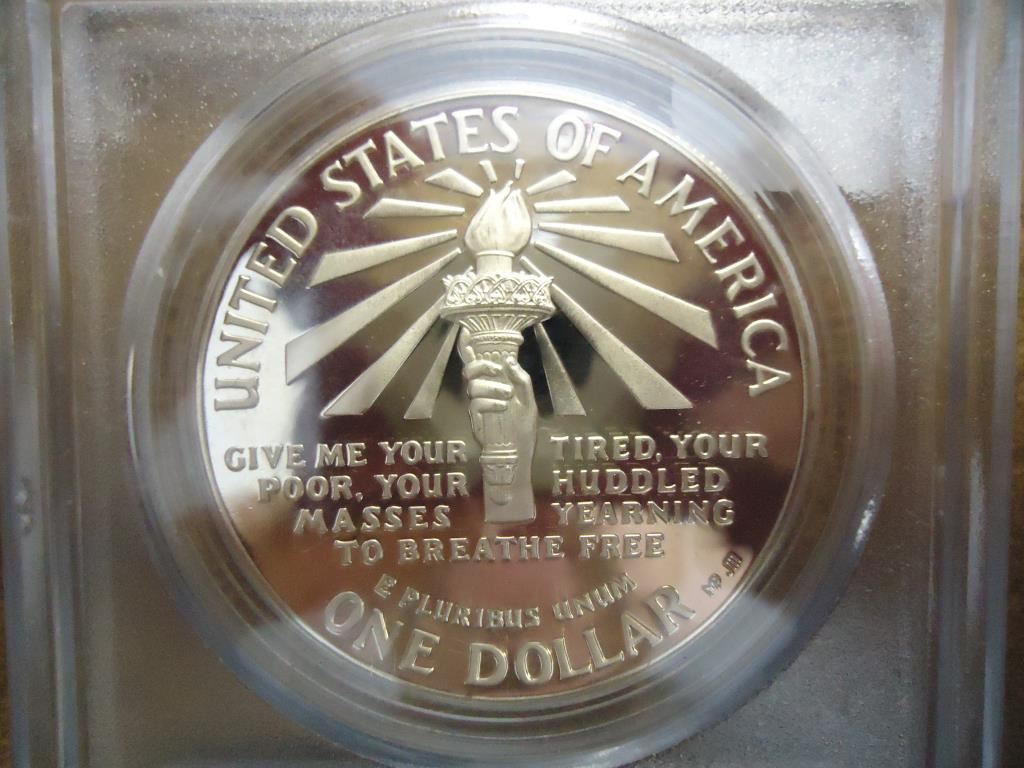 UNITED STATES OF AMERICA
GIVE ME YOUR TIRED, YOUR
POOR, YOUR HUDDLED
MASSES YEARNING
TO BREATHE FREE
E PLURIBUS UNUM
ONE DOLLAR